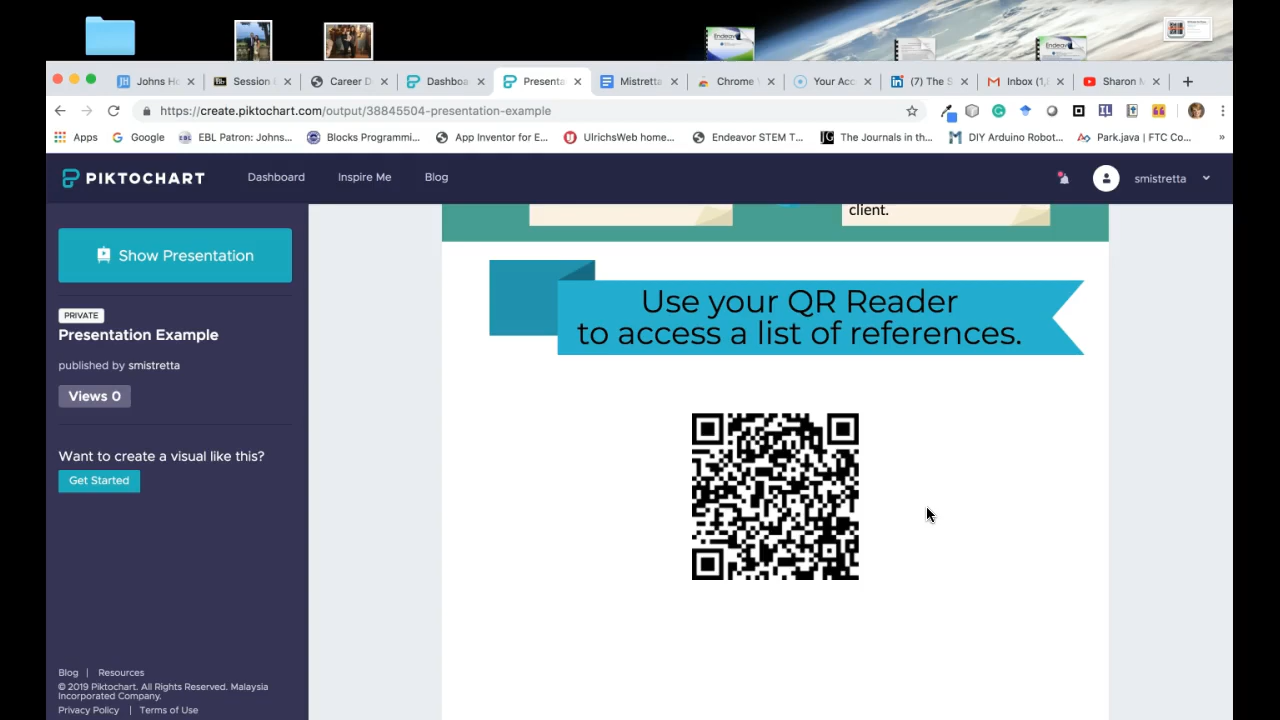 Johns Ho
Session
Career D
Dashboa
Presenta
Mistretta
Chrome
Your Acc
(7) The S
Inbox (1,
Sharon M
https://create.piktochart.com/output/38845504-presentation-example
Apps
Google
EBL Patron: Johns...
Blocks Programmi...
App Inventor for E...
UlrichsWeb home...
Endeavor STEM T...
The Journals in th...
DIY Arduino Robot...
Park.java | FTC Co...
»
PIKTOCHART
Dashboard
Inspire Me
Blog
smistretta
client.
Show Presentation
PRIVATE
Presentation Example
published by smistretta
Views 0
Want to create a visual like this?
Get Started
Use your QR Reader
to access a list of references.
Blog | Resources
© 2019 Piktochart. All Rights Reserved. Malaysia
Incorporated Company.
Privacy Policy | Terms of Use